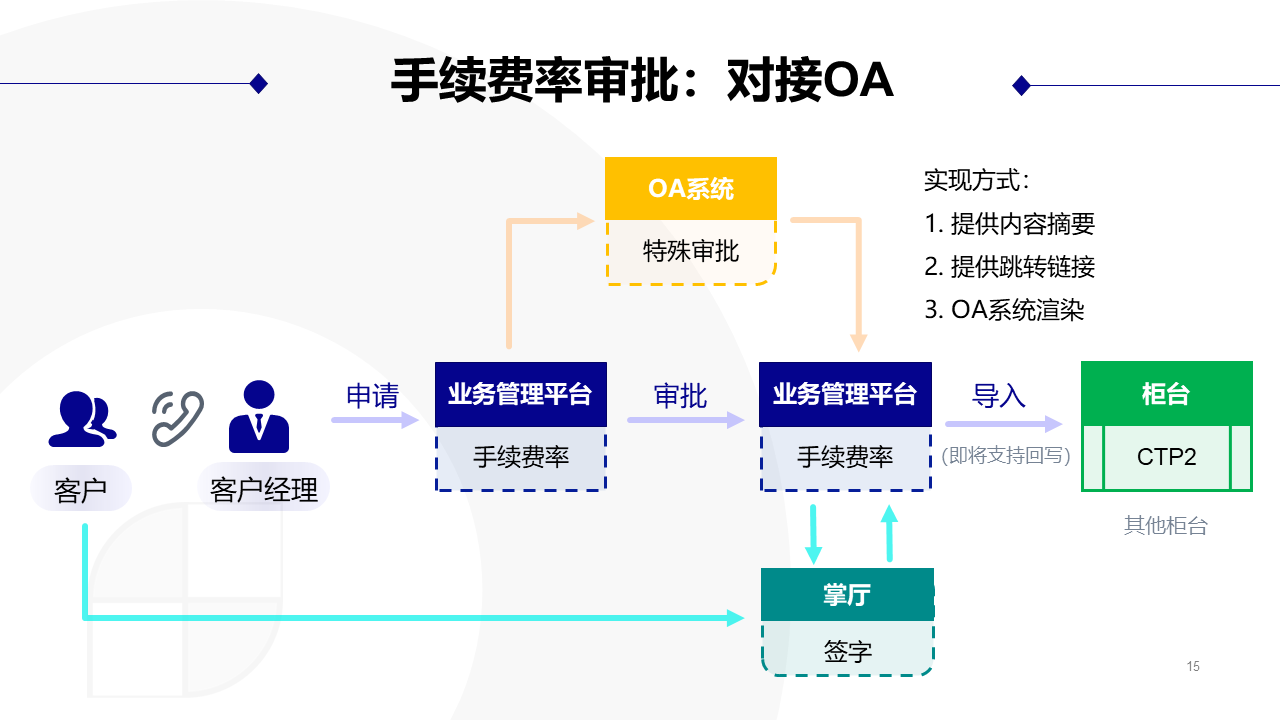 手续费率审批：对接OA
OA系统
特殊审批
实现方式：
1. 提供内容摘要
2. 提供跳转链接
3. OA系统渲染
客户
客户经理
申请
业务管理平台
手续费率
审批
业务管理平台
手续费率
导入
(即将支持回写)
柜台
CTP2
其他柜台
掌厅
签字
15